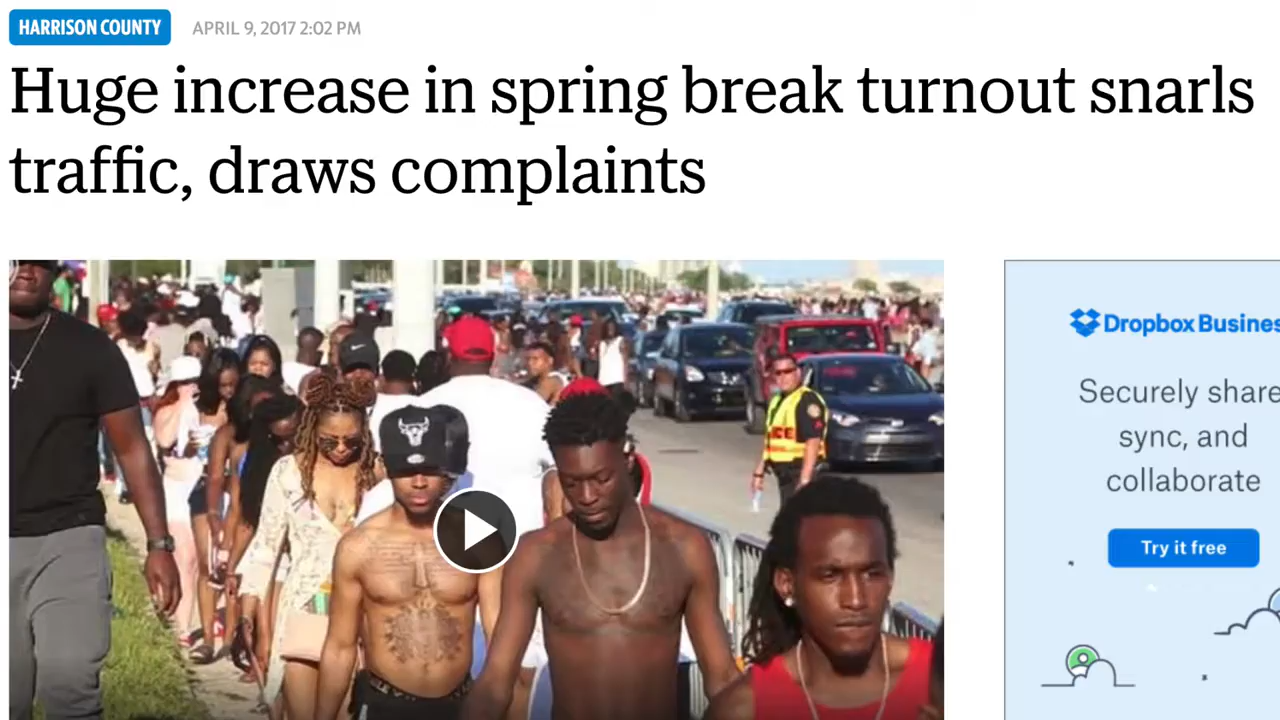 HARRISON COUNTY APRIL 9, 2017 2:02 PM
Huge increase in spring break turnout snarls
traffic, draws complaints
Dropbox Busines
Securely share
sync, and
collaborate
Try it free